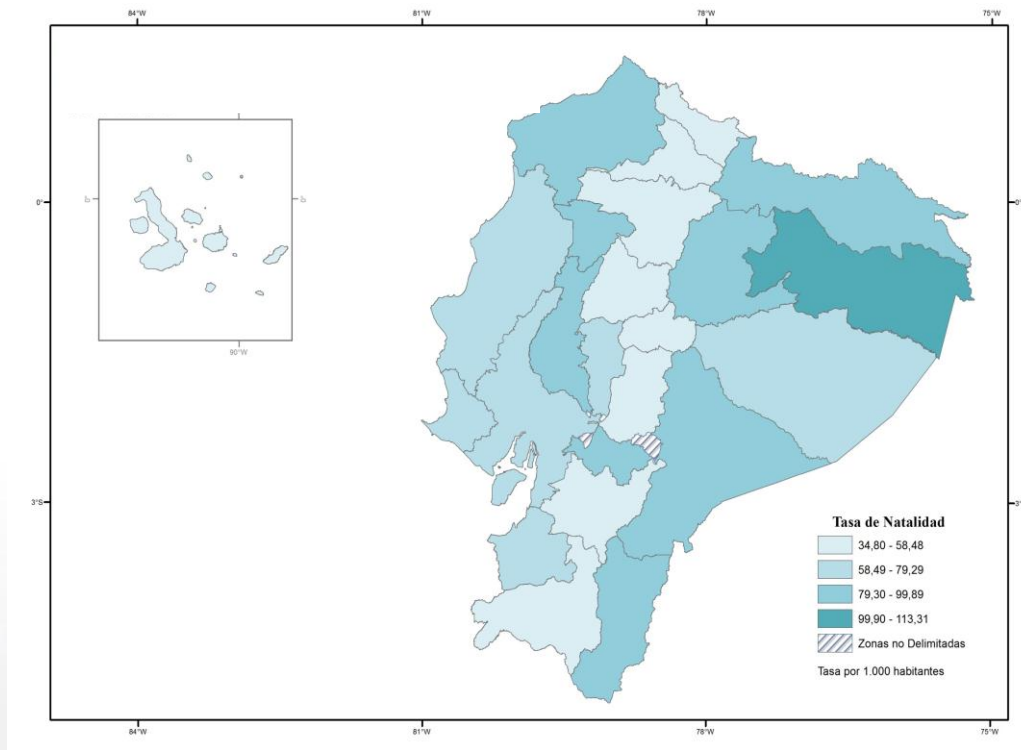 84°W 81°W 78°W 75°W
0° 0°
0° 0°
90°W
3°S 3°
Tasa de Natalidad
34,80 - 58,48
58,49 - 79,29
79,30 - 99,89
99,90 - 113,31
Zonas no Delimitadas
Tasa por 1.000 habitantes
84°W 81°W 78°W 75°W